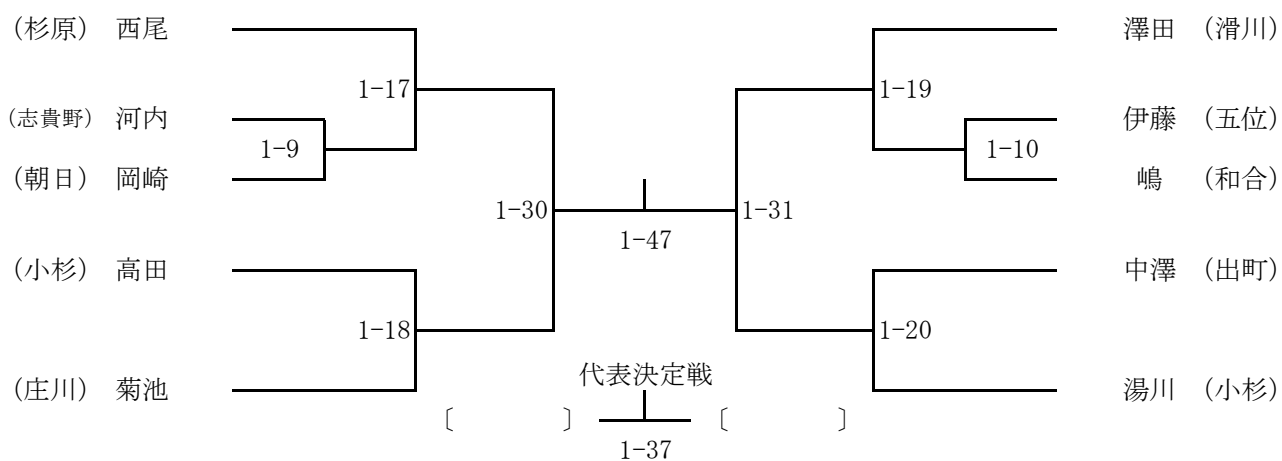 (杉原) 西尾 澤田 (滑川)
1-17 1-19
(志貴野) 河内 伊藤 (五位)
1-9 1-10
(朝日) 岡崎 嶋 (和合)
1-30 1-31
1-47
(小杉) 高田 中澤 (出町)
1-18 1-20
代表決定戦
(庄川) 菊池 湯川 (小杉)
〔 〕 〔 〕
1-37